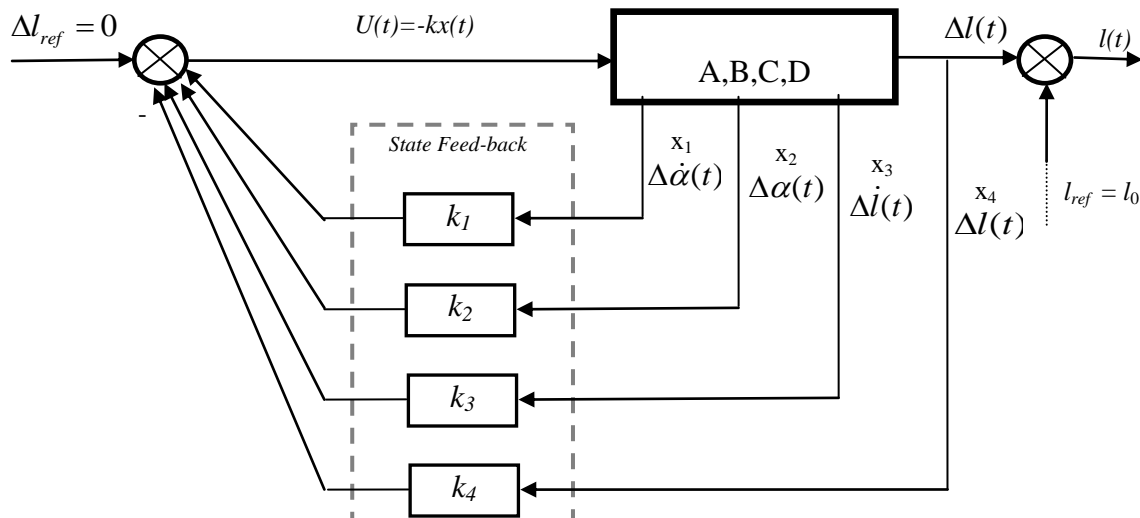 Δl_ref = 0
U(t)=-kx(t)
A,B,C,D
Δl(t)
l(t)
-
State Feed-back
x₁
Δα̇(t)
x₂
Δα(t)
x₃
Δl̇(t)
x₄
Δl(t)
l_ref = l₀
k₁
k₂
k₃
k₄